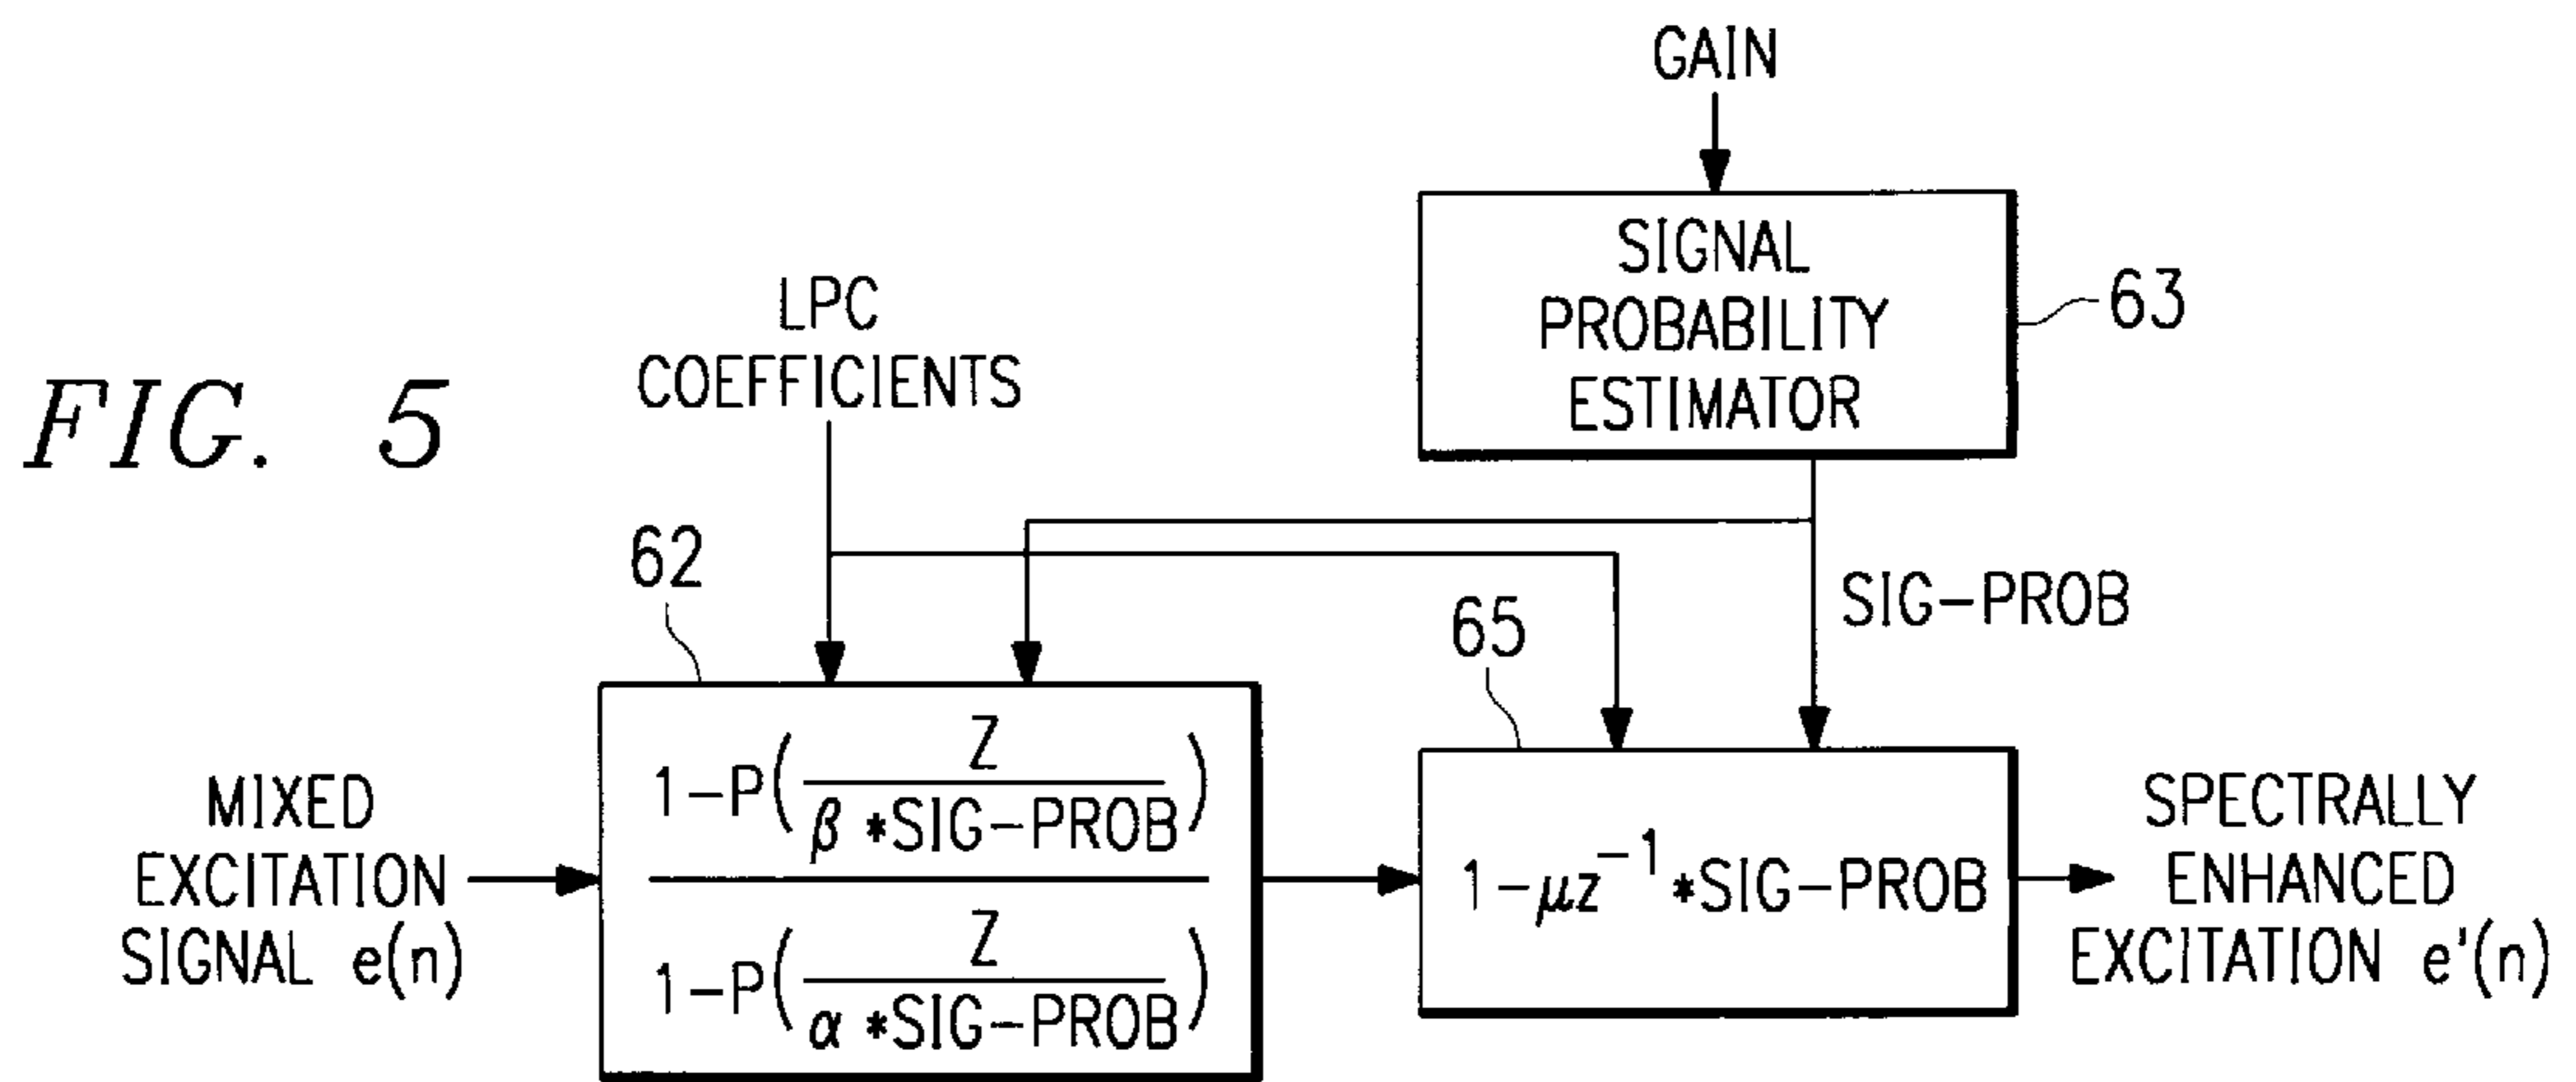 GAIN
SIGNAL
PROBABILITY
ESTIMATOR
63
LPC
COEFFICIENTS
FIG. 5
62
65
SIG-PROB
MIXED
EXCITATION
SIGNAL e(n)
1-P(Z/(β*SIG-PROB))
1-P(Z/(α*SIG-PROB))
1-μz⁻¹*SIG-PROB
SPECTRALLY
ENHANCED
EXCITATION e'(n)